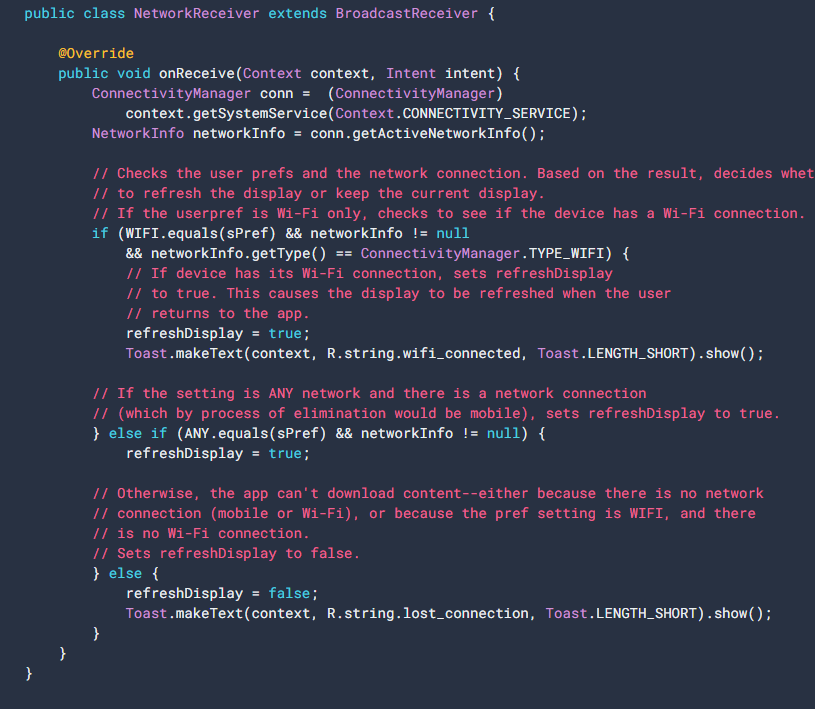 public class NetworkReceiver extends BroadcastReceiver {
@Override
public void onReceive(Context context, Intent intent) {
ConnectivityManager conn =  (ConnectivityManager)
context.getSystemService(Context.CONNECTIVITY_SERVICE);
NetworkInfo networkInfo = conn.getActiveNetworkInfo();
// Checks the user prefs and the network connection. Based on the result, decides whet
// to refresh the display or keep the current display.
// If the userpref is Wi-Fi only, checks to see if the device has a Wi-Fi connection.
if (WIFI.equals(sPref) && networkInfo != null
&& networkInfo.getType() == ConnectivityManager.TYPE_WIFI) {
// If device has its Wi-Fi connection, sets refreshDisplay
// to true. This causes the display to be refreshed when the user
// returns to the app.
refreshDisplay = true;
Toast.makeText(context, R.string.wifi_connected, Toast.LENGTH_SHORT).show();
// If the setting is ANY network and there is a network connection
// (which by process of elimination would be mobile), sets refreshDisplay to true.
} else if (ANY.equals(sPref) && networkInfo != null) {
refreshDisplay = true;
// Otherwise, the app can't download content--either because there is no network
// connection (mobile or Wi-Fi), or because the pref setting is WIFI, and there
// is no Wi-Fi connection.
// Sets refreshDisplay to false.
} else {
refreshDisplay = false;
Toast.makeText(context, R.string.lost_connection, Toast.LENGTH_SHORT).show();
}
}
}